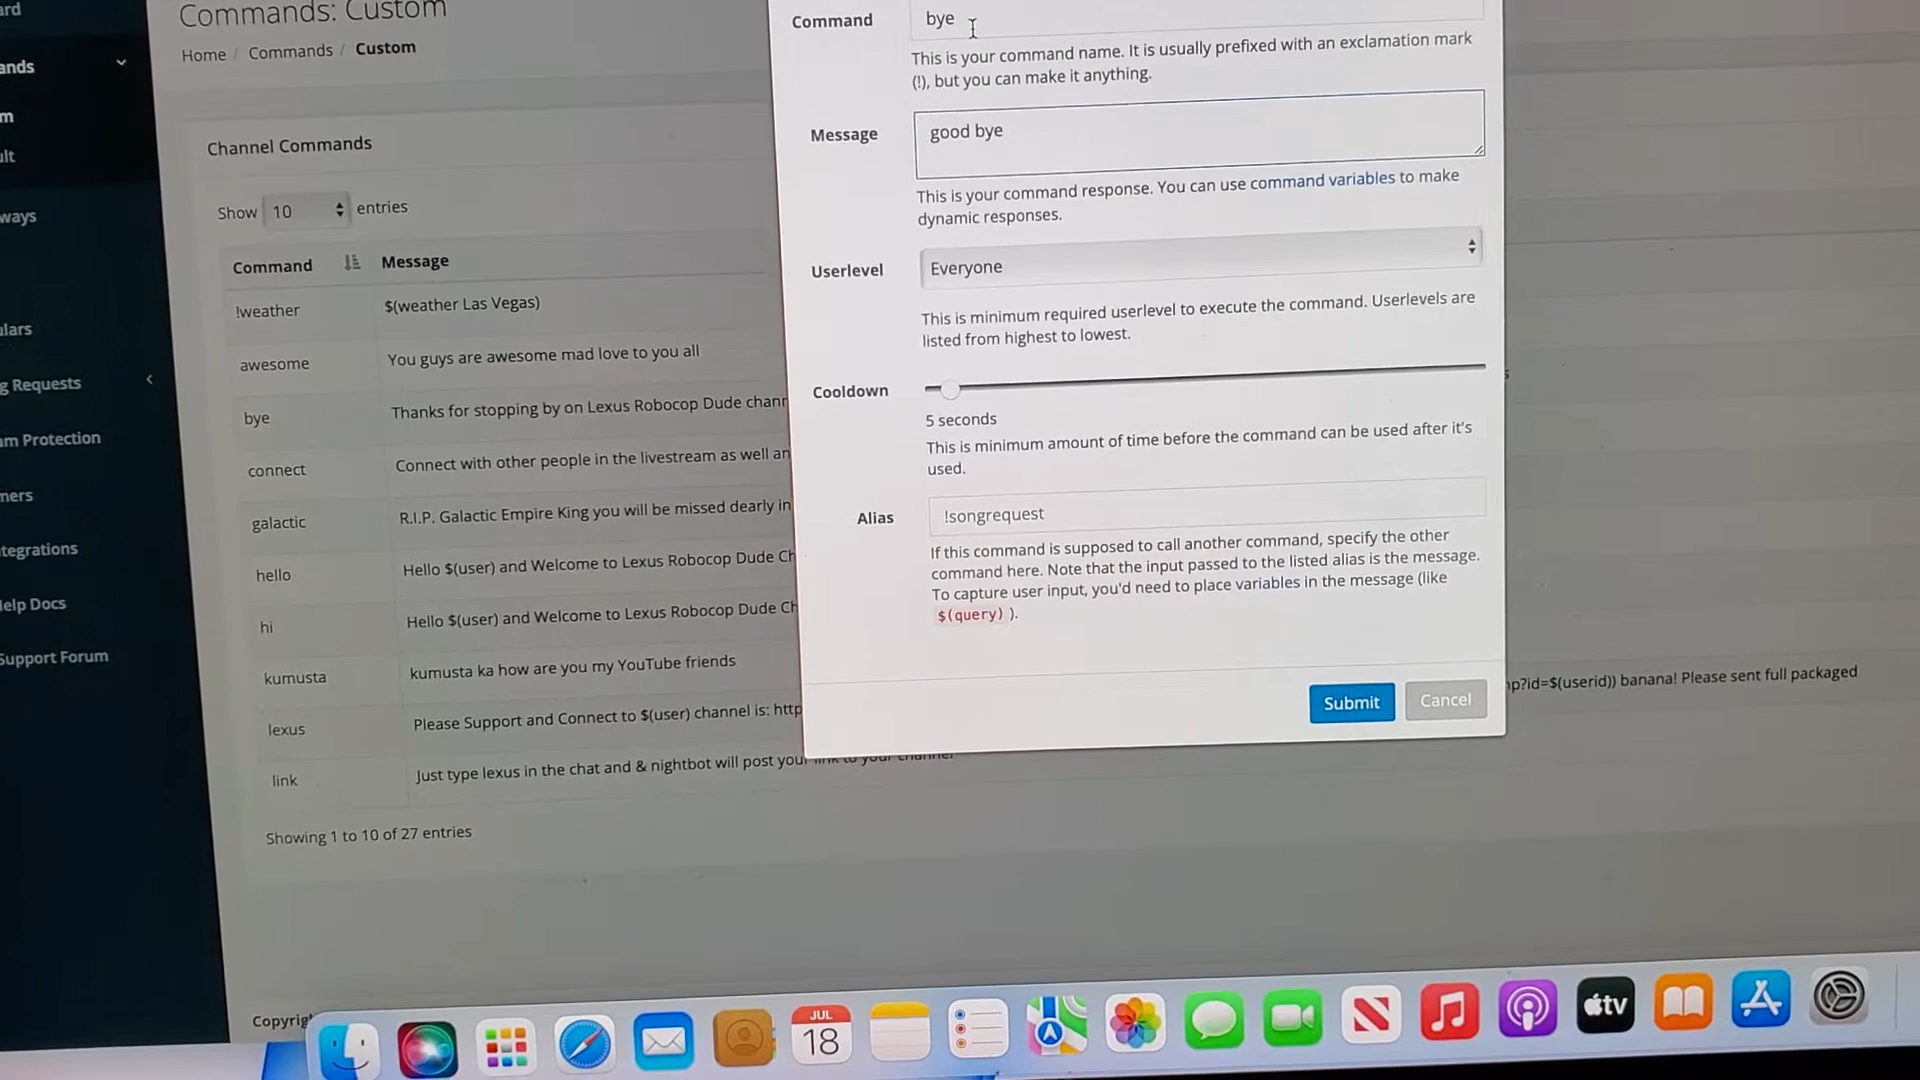 Commands: Custom
Home / Commands / Custom
Channel Commands
Show 10 entries
Command Message
!weather $(weather Las Vegas)
awesome You guys are awesome mad love to you all
bye Thanks for stopping by on Lexus Robocop Dude
connect Connect with other people in the livestream as well
galactic R.I.P. Galactic Empire King you will be missed dearly in
hello Hello $(user) and Welcome to Lexus Robocop Dude
hi Hello $(user) and Welcome to Lexus Robocop Dude
kumusta kumusta ka how are you my YouTube friends
lexus Please Support and Connect to $(user) channel is:
link Just type lexus in the chat and & nightbot will post
Showing 1 to 10 of 27 entries
Requests
Protection
Help Docs
Support Forum
Command bye
This is your command name. It is usually prefixed with an exclamation mark
(!), but you can make it anything.
Message good bye
This is your command response. You can use command variables to make
dynamic responses.
Userlevel Everyone
This is minimum required userlevel to execute the command. Userlevels are
listed from highest to lowest.
Cooldown
5 seconds
This is minimum amount of time before the command can be used after it's
used.
Alias !songrequest
If this command is supposed to call another command, specify the other
command here. Note that the input passed to the listed alias is the message.
To capture user input, you'd need to place variables in the message (like
$(query) ).
Submit Cancel
p?id=$(userid)) banana! Please sent full packaged
JUL
18
tv